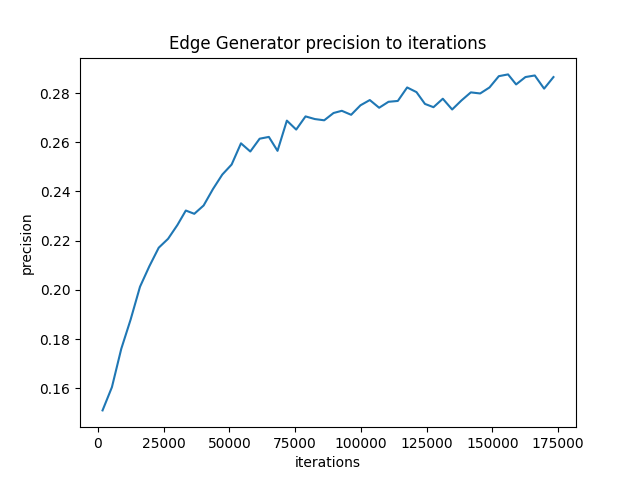 Edge Generator precision to iterations
0.28
0.26
0.24
0.22
0.20
0.18
0.16
precision
0 25000 50000 75000 100000 125000 150000 175000
iterations